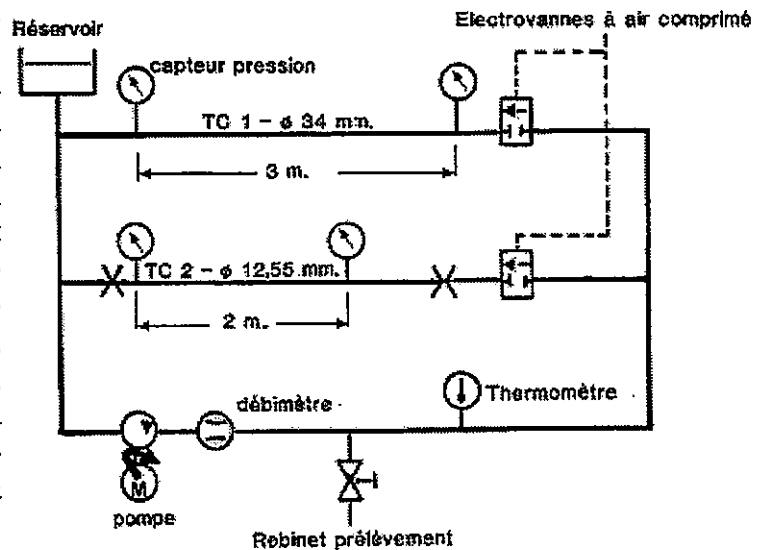 Electrovannes à air comprimé
Réservoir
capteur pression
TC 1 - ø 34 mm.
3 m.
TC 2 - ø 12,55 mm.
2 m.
débimètre
Thermomètre
M
pompe
Robinet prélèvement